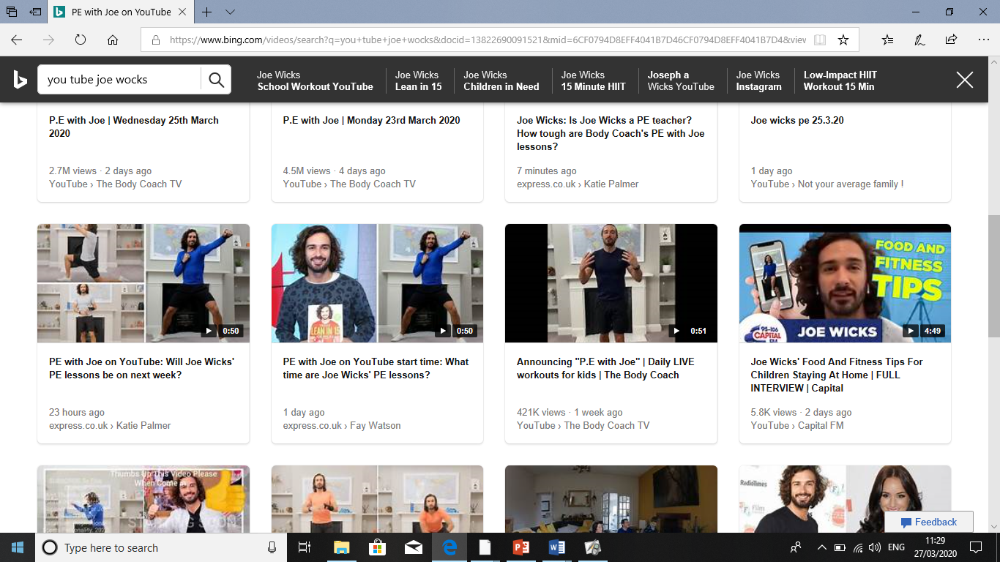 PE with Joe on YouTube
https://www.bing.com/videos/search?q=you+tube+joe+wocks&docid=13822690091521&mid=6CF0794D8EFF4041B7D46CF0794D8EFF4041B7D4&view
you tube joe wocks
Joe Wicks
School Workout YouTube
Joe Wicks
Lean in 15
Joe Wicks
Children in Need
Joe Wicks
15 Minute HIIT
Joseph a
Wicks YouTube
Joe Wicks
Instagram
Low-Impact HIIT
Workout 15 Min
P.E with Joe | Wednesday 25th March
2020
2.7M views · 2 days ago
YouTube › The Body Coach TV
P.E with Joe | Monday 23rd March 2020
4.5M views · 4 days ago
YouTube › The Body Coach TV
Joe Wicks: Is Joe Wicks a PE teacher?
How tough are Body Coach's PE with Joe
lessons?
7 minutes ago
express.co.uk › Katie Palmer
Joe wicks pe 25.3.20
1 day ago
YouTube › Not your average family !
0:50
PE with Joe on YouTube: Will Joe Wicks'
PE lessons be on next week?
23 hours ago
express.co.uk › Katie Palmer
LEAN IN 15
0:50
PE with Joe on YouTube start time: What
time are Joe Wicks' PE lessons?
1 day ago
express.co.uk › Fay Watson
0:51
Announcing "P.E with Joe" | Daily LIVE
workouts for kids | The Body Coach
421K views · 1 week ago
YouTube › The Body Coach TV
FOOD AND
FITNESS
TIPS
95-106
CAPITAL
FM
JOE WICKS
4:49
Joe Wicks' Food And Fitness Tips For
Children Staying At Home | FULL
INTERVIEW | Capital
5.8K views · 2 days ago
YouTube › Capital FM
Thumbs Up This Video Please
When Come in
RadioTimes
Film
Feedback
Type here to search
ENG
11:29
27/03/2020